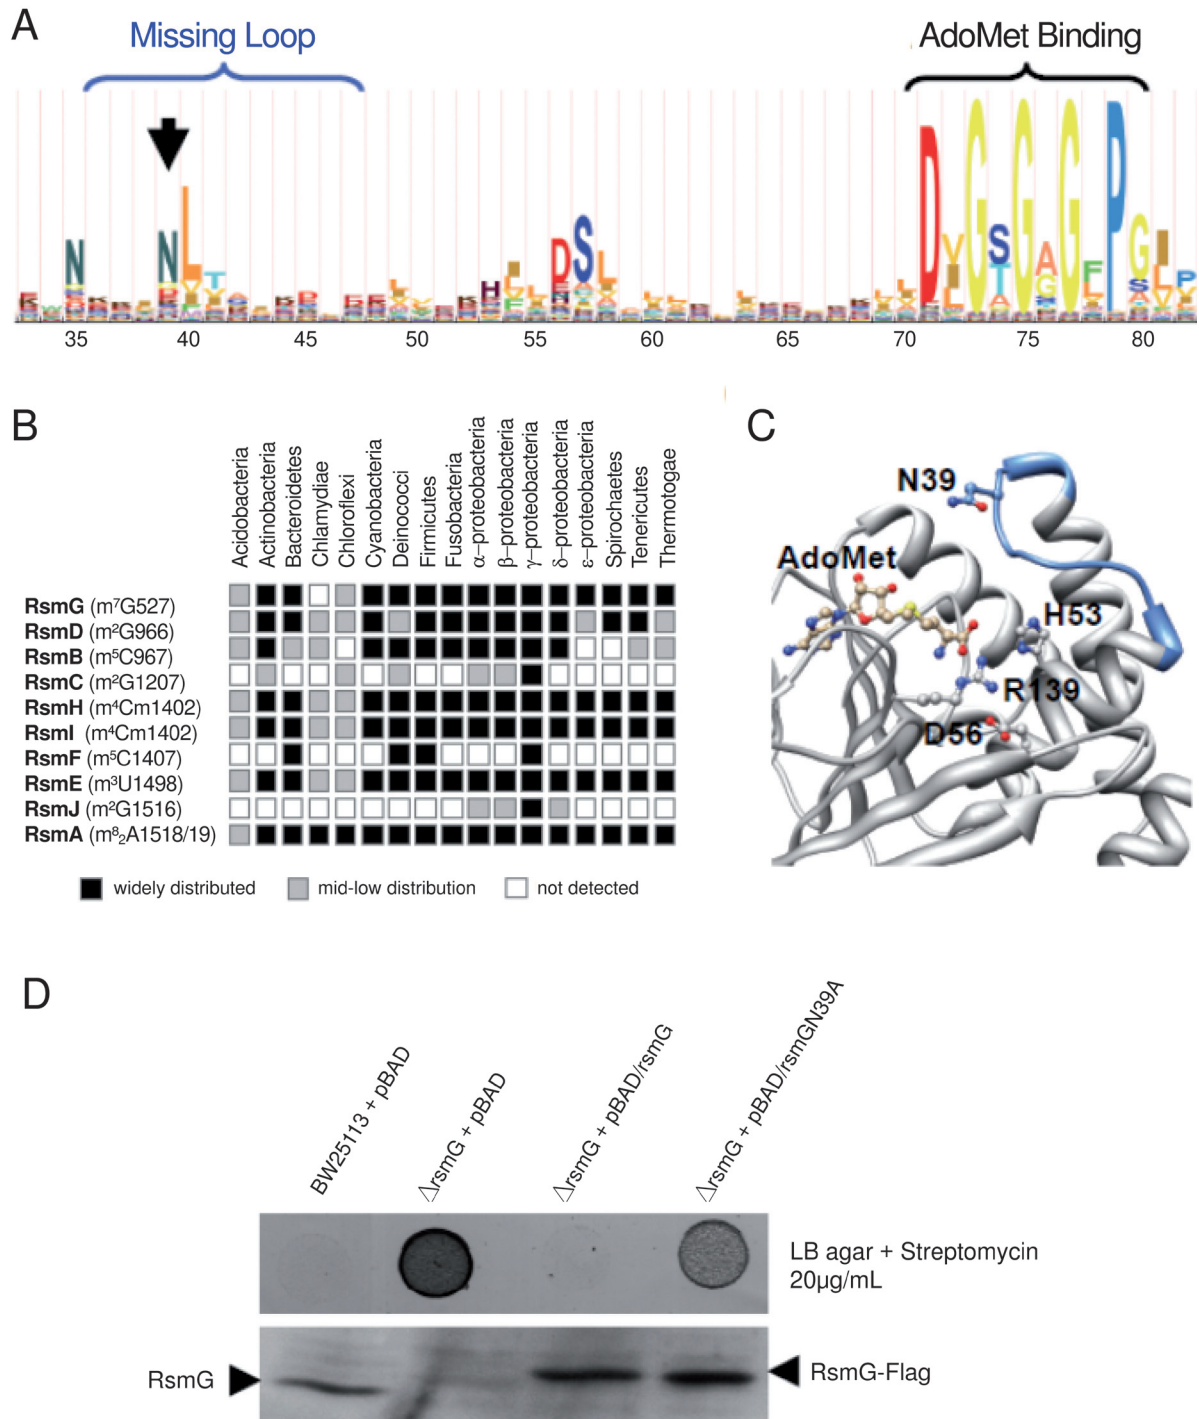 A
Missing Loop
AdoMet Binding
35 40 45 50 55 60 65 70 75 80
B
Acidobacteria
Actinobacteria
Bacteroidetes
Chlamydiae
Chloroflexi
Cyanobacteria
Deinococci
Firmicutes
Fusobacteria
α–proteobacteria
β–proteobacteria
γ–proteobacteria
δ–proteobacteria
ε–proteobacteria
Spirochaetes
Tenericutes
Thermotogae
RsmG (m⁷G527)
RsmD (m²G966)
RsmB (m⁵C967)
RsmC (m²G1207)
RsmH (m⁴Cm1402)
RsmI (m⁴Cm1402)
RsmF (m⁵C1407)
RsmE (m³U1498)
RsmJ (m²G1516)
RsmA (m⁸₂A1518/19)
widely distributed
mid-low distribution
not detected
C
N39
AdoMet
H53
R139
D56
D
BW25113 + pBAD
△rsmG + pBAD
△rsmG + pBAD/rsmG
△rsmG + pBAD/rsmGN39A
LB agar + Streptomycin
20µg/mL
RsmG
RsmG-Flag